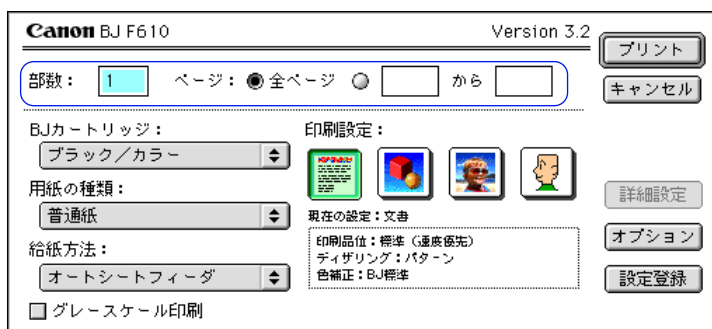 Canon BJ F610
Version 3.2
プリント
部数： 1 ページ： 全ページ から
キャンセル
BJカートリッジ：
印刷設定：
ブラック／カラー
用紙の種類：
普通紙
詳細設定
現在の設定：文書
給紙方法：
印刷品位：標準（速度優先）
ディザリング：パターン
色補正：BJ標準
オプション
オートシートフィーダ
設定登録
グレースケール印刷